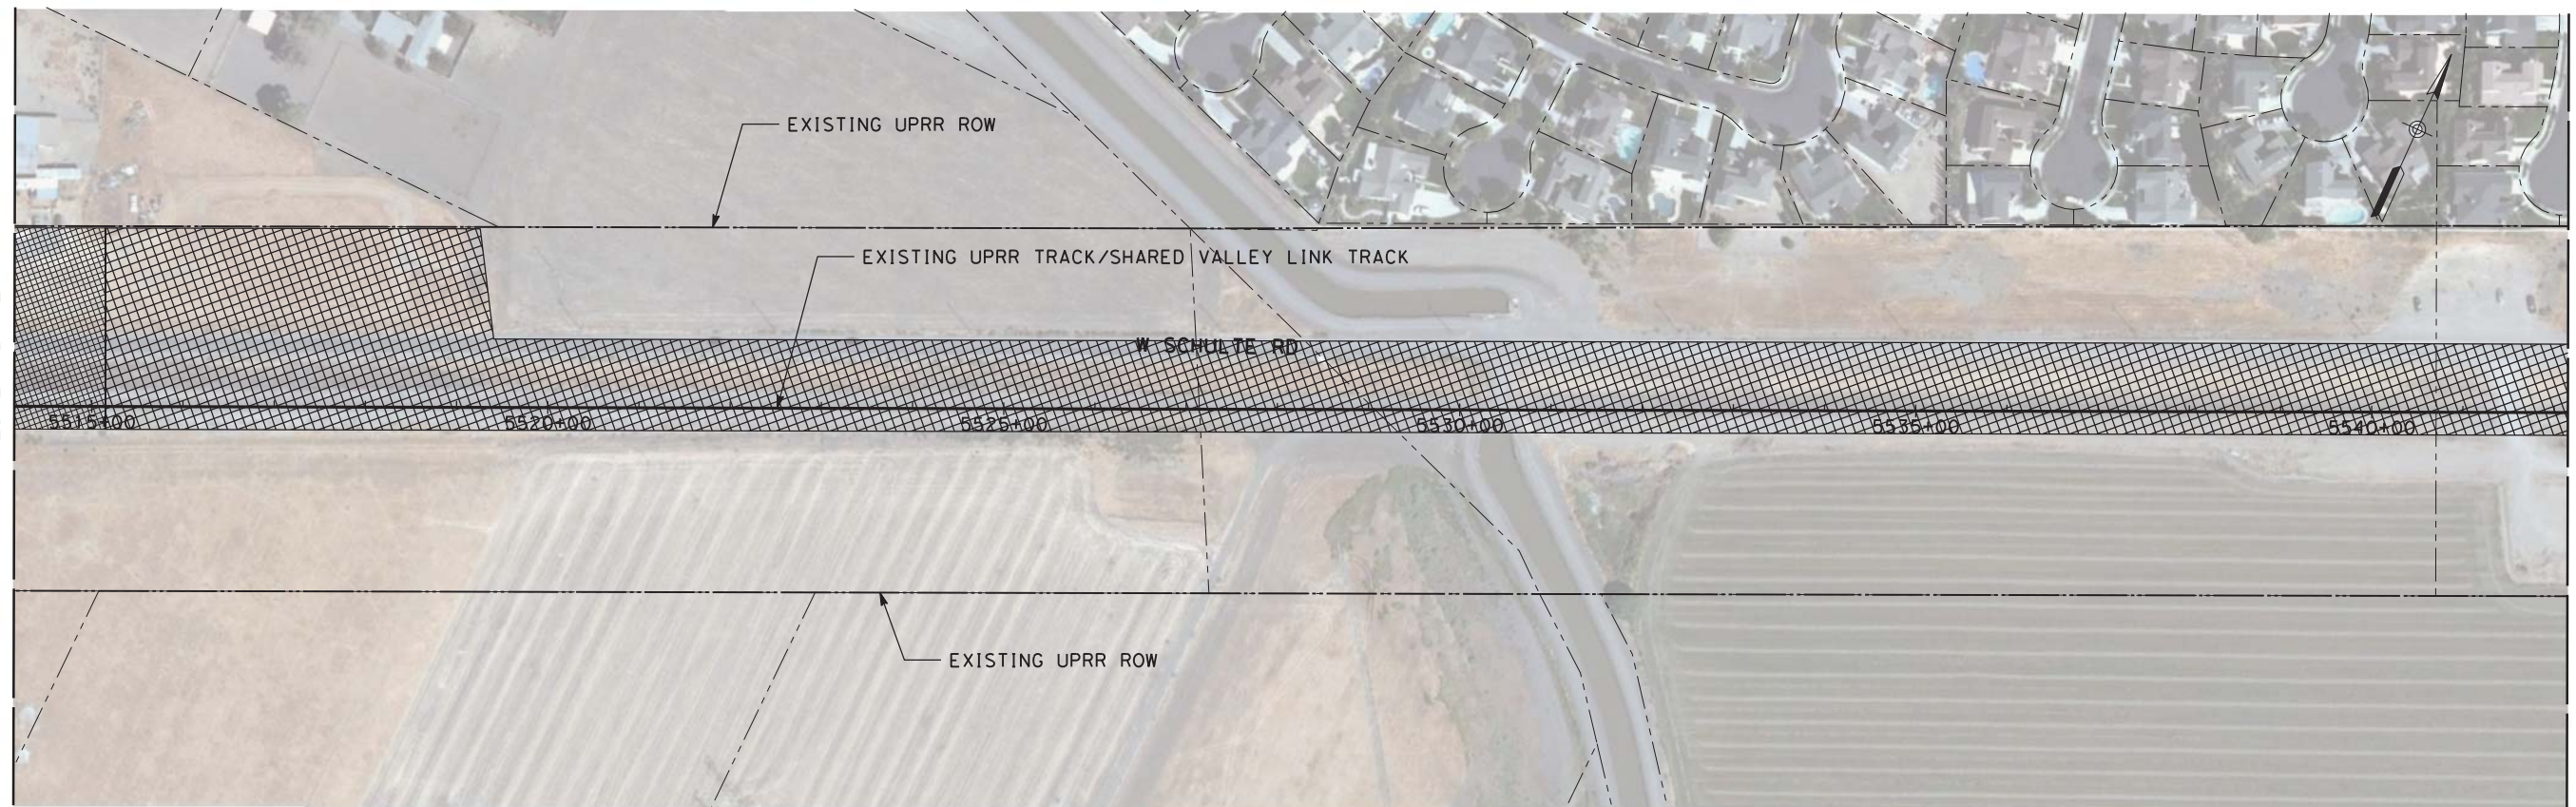 EXISTING UPRR ROW
EXISTING UPRR TRACK/SHARED VALLEY LINK TRACK
W SCHULTE RD
5515+00 5520+00 5525+00 5530+00 5535+00 5540+00
EXISTING UPRR ROW